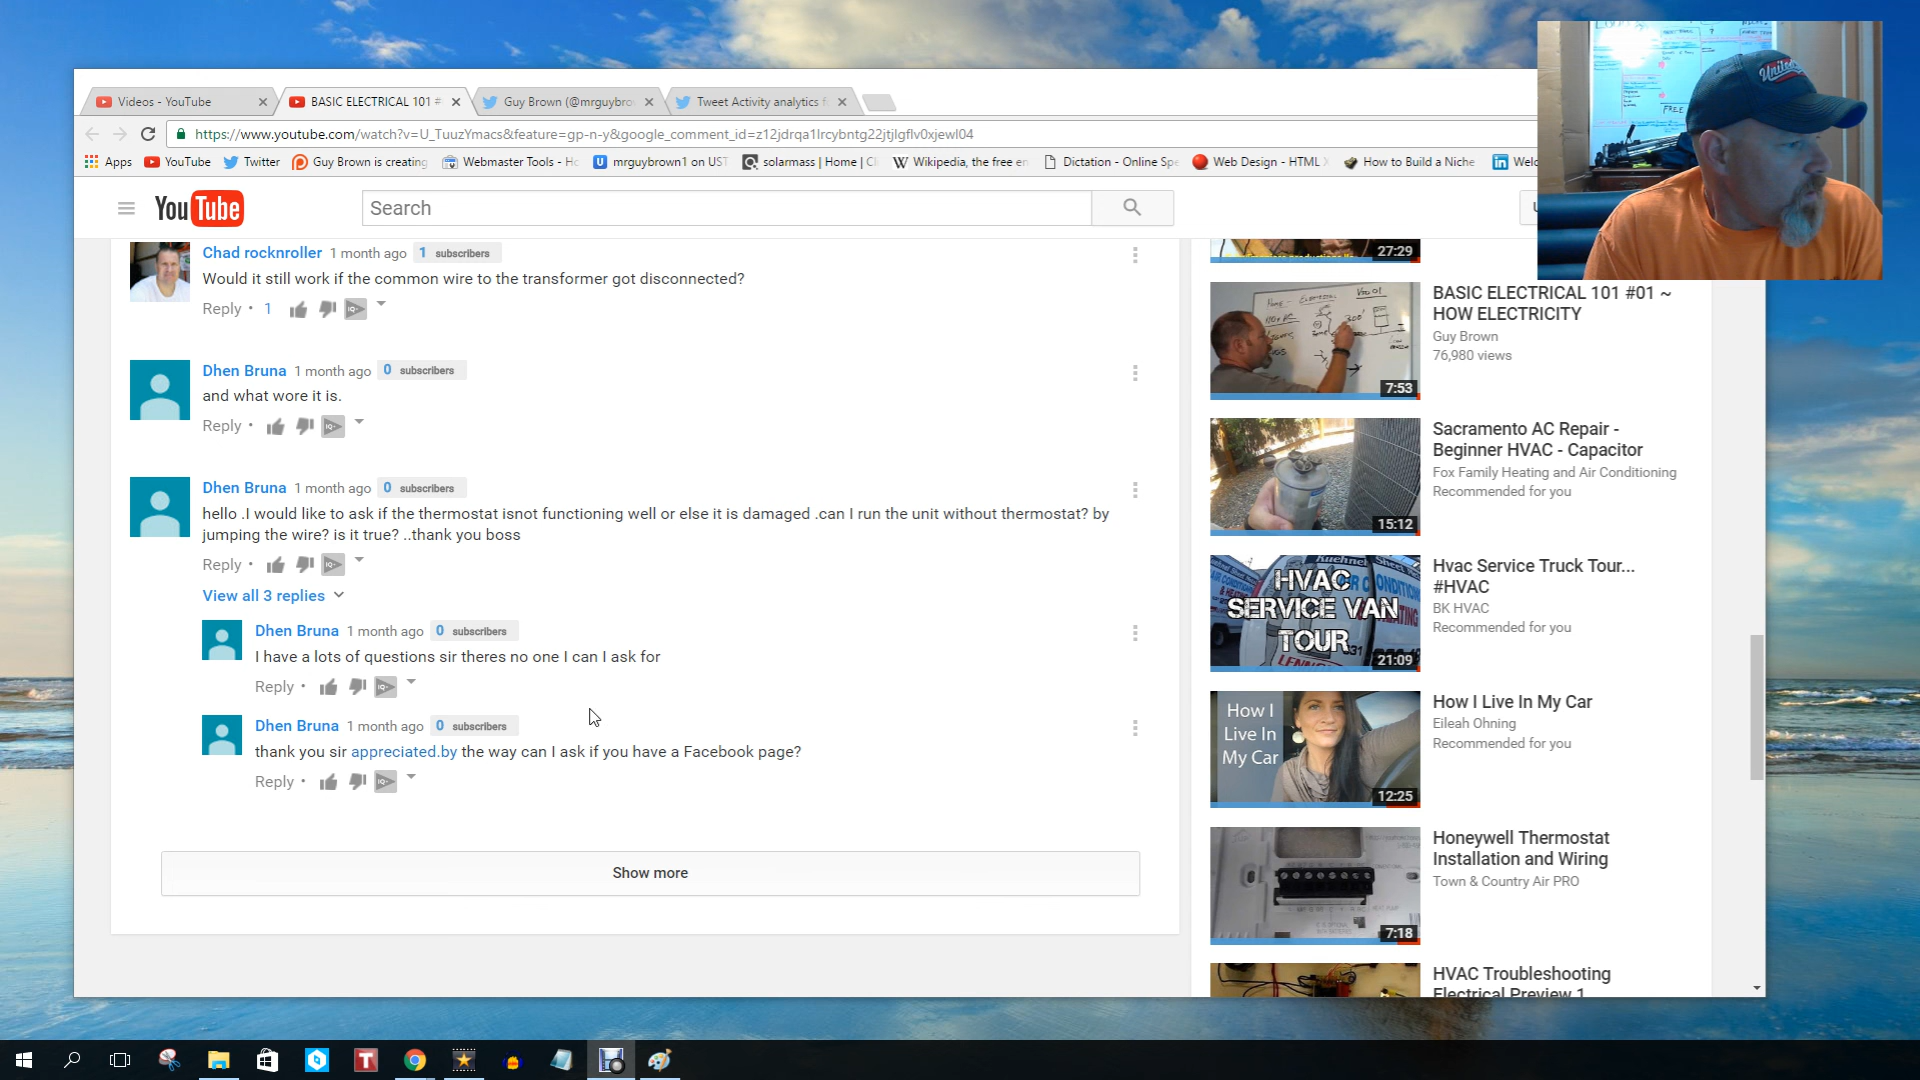 Videos - YouTube
BASIC ELECTRICAL 101 #
Guy Brown (@mrguybro
Tweet Activity analytics f
https://www.youtube.com/watch?v=U_TuuzYmacs&feature=gp-n-y&google_comment_id=z12jdrqa1lrcybntg22jtjlgflv0xjewl04
Apps
YouTube
Twitter
Guy Brown is creating
Webmaster Tools - Ho
mrguybrown1 on UST
solarmass | Home | C
Wikipedia, the free en
Dictation - Online Spe
Web Design - HTML
How to Build a Niche
in
Welc
YouTube
Search
Chad rocknroller 1 month ago 1 subscribers
Would it still work if the common wire to the transformer got disconnected?
Reply • 1
Dhen Bruna 1 month ago 0 subscribers
and what wore it is.
Reply •
Dhen Bruna 1 month ago 0 subscribers
hello .I would like to ask if the thermostat isnot functioning well or else it is damaged .can I run the unit without thermostat? by
jumping the wire? is it true? ..thank you boss
Reply •
View all 3 replies
Dhen Bruna 1 month ago 0 subscribers
I have a lots of questions sir theres no one I can I ask for
Reply •
Dhen Bruna 1 month ago 0 subscribers
thank you sir appreciated.by the way can I ask if you have a Facebook page?
Reply •
Show more
27:29
BASIC ELECTRICAL 101 #01 ~
HOW ELECTRICITY
Guy Brown
76,980 views
7:53
Sacramento AC Repair -
Beginner HVAC - Capacitor
Fox Family Heating and Air Conditioning
Recommended for you
15:12
HVAC
SERVICE VAN
TOUR
21:09
Hvac Service Truck Tour...
#HVAC
BK HVAC
Recommended for you
How I
Live In
My Car
12:25
How I Live In My Car
Eileah Ohning
Recommended for you
7:18
Honeywell Thermostat
Installation and Wiring
Town & Country Air PRO
HVAC Troubleshooting
Electrical Preview 1